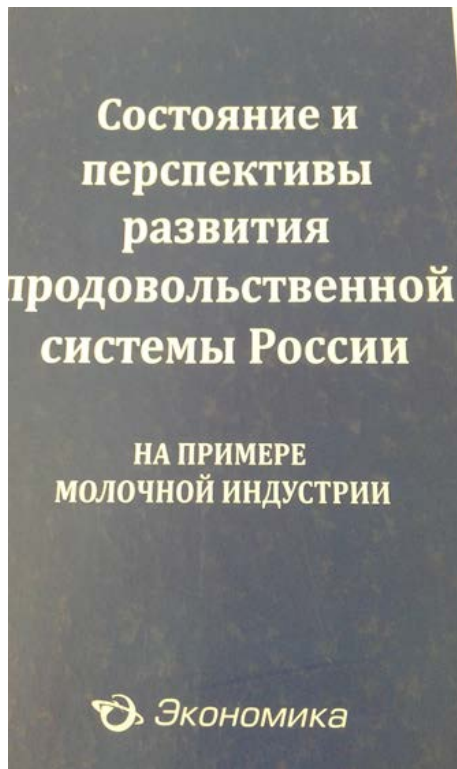 Состояние и
перспективы
развития
продовольственной
системы России
НА ПРИМЕРЕ
МОЛОЧНОЙ ИНДУСТРИИ
Экономика